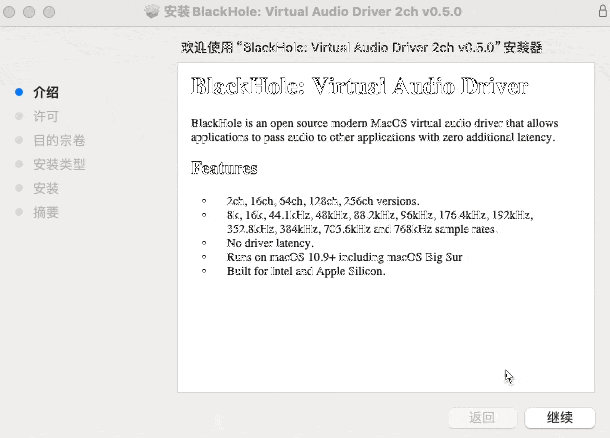 安装 BlackHole: Virtual Audio Driver 2ch v0.5.0
欢迎使用“BlackHole: Virtual Audio Driver 2ch v0.5.0”安装器
介绍
许可
目的宗卷
安装类型
安装
摘要
BlackHole: Virtual Audio Driver
BlackHole is an open source modern MacOS virtual audio driver that allows
applications to pass audio to other applications with zero additional latency.
Features
2ch, 16ch, 64ch, 128ch, 256ch versions.
8k, 16k, 44.1kHz, 48kHz, 88.2kHz, 96kHz, 176.4kHz, 192kHz,
352.8kHz, 384kHz, 705.6kHz and 768kHz sample rates.
No driver latency.
Runs on macOS 10.9+ including macOS Big Sur
Built for Intel and Apple Silicon.
返回 继续